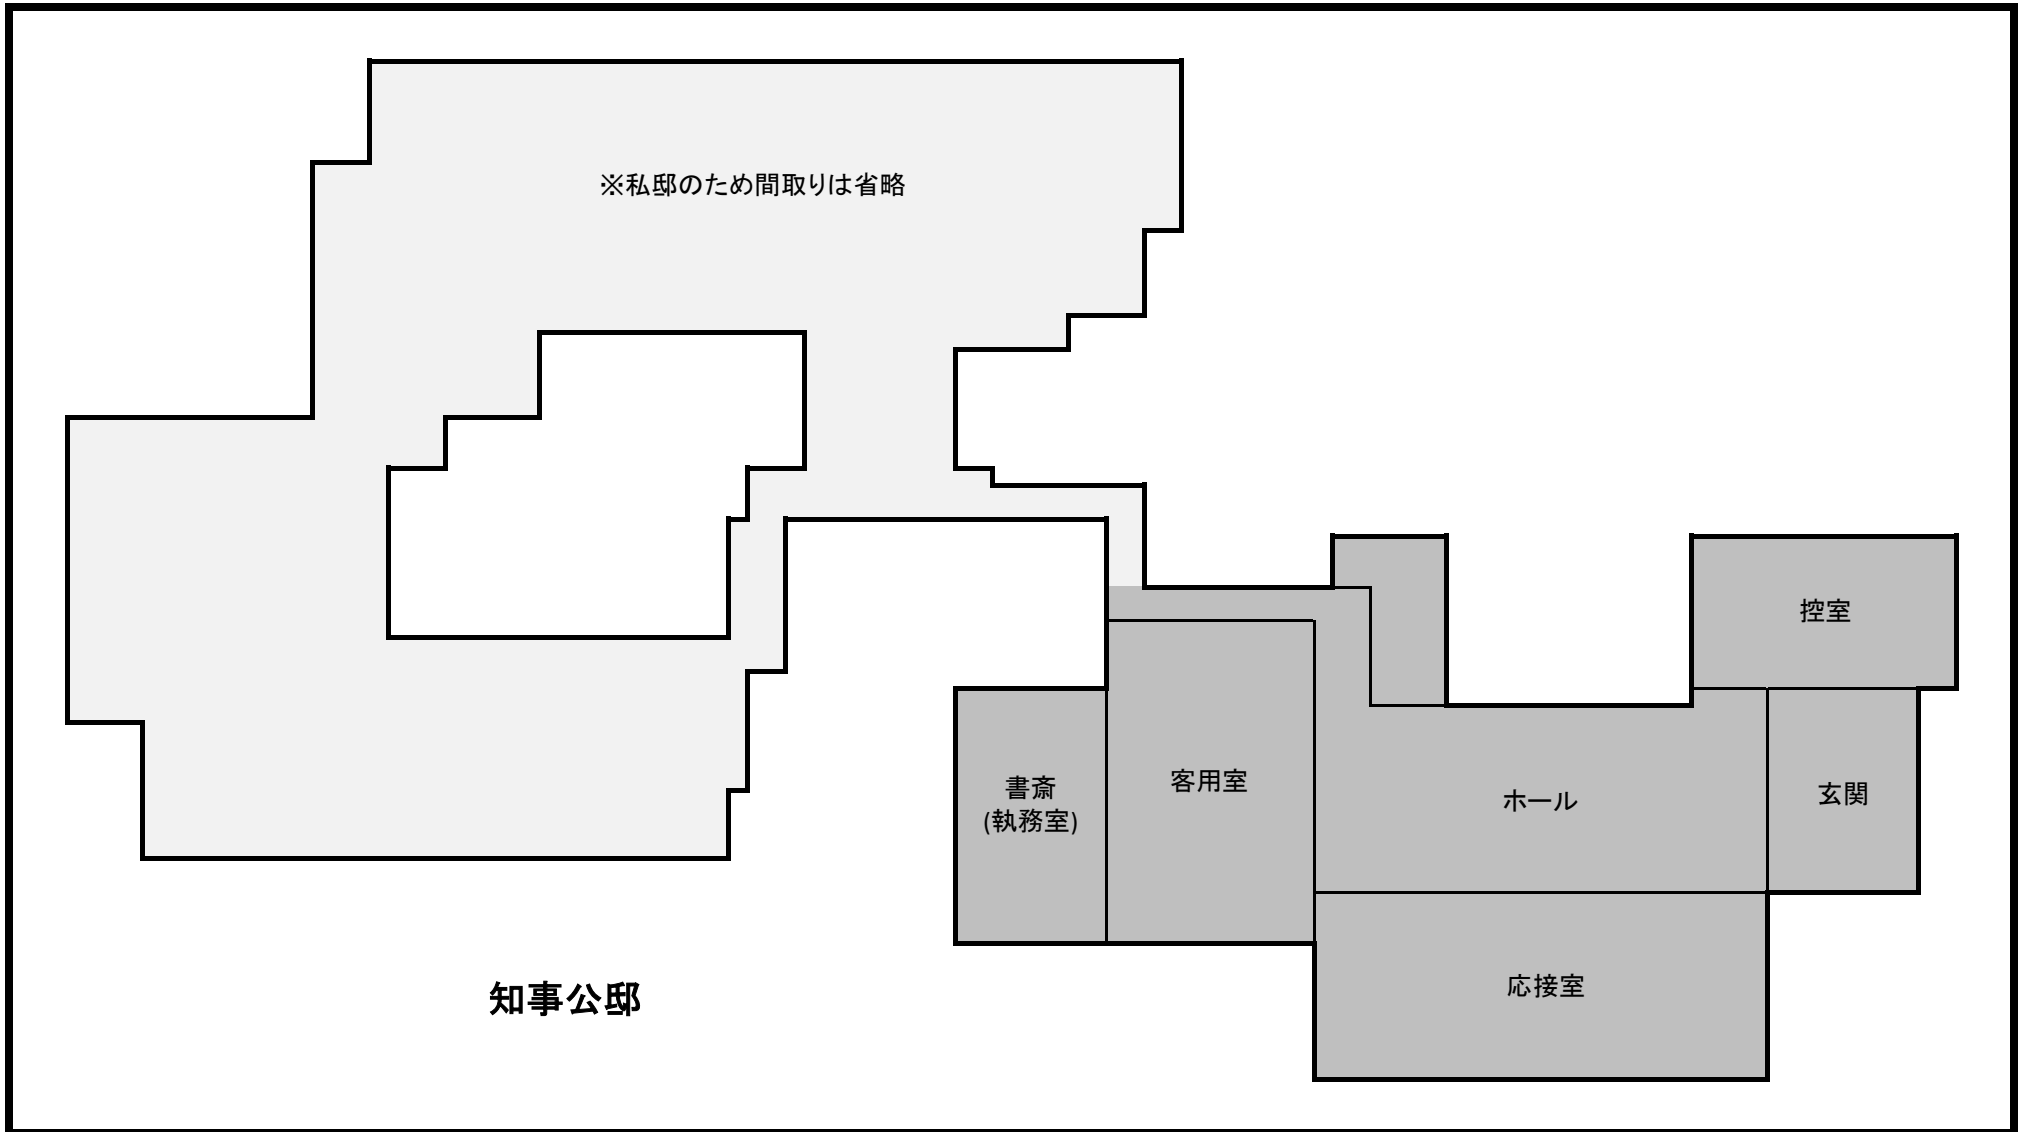 ※私邸のため間取りは省略
控室
書斎
(執務室)
客用室
ホール
玄関
応接室
知事公邸